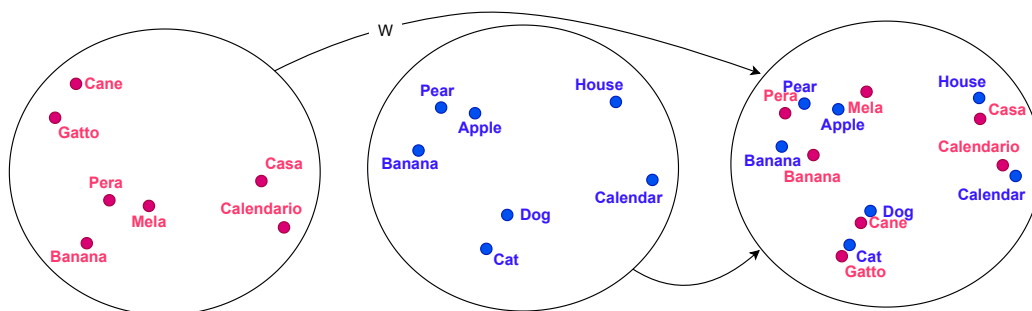 W
Cane
Gatto
Pera
Mela
Banana
Casa
Calendario
Pear
Apple
Banana
House
Calendar
Dog
Cat
Pear
Pera
Mela
Apple
Banana
Banana
House
Casa
Calendario
Calendar
Dog
Cane
Cat
Gatto